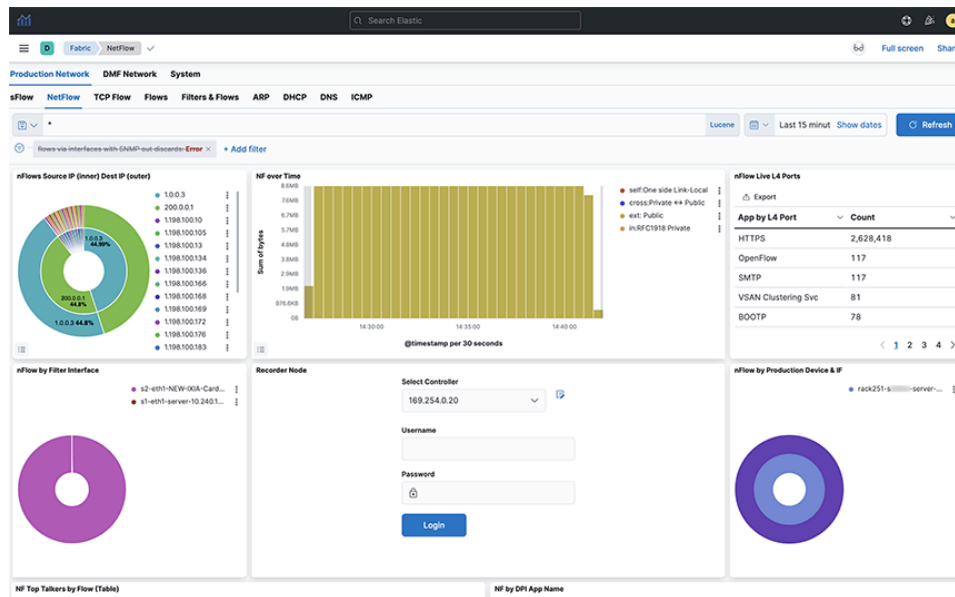 Search Elastic
D Fabric NetFlow Full screen Shar
Production Network DMF Network System
sFlow NetFlow TCP Flow Flows Filters & Flows ARP DHCP DNS ICMP
* Lucene Last 15 minut Show dates Refresh
flows via interfaces with SNMP out discards: Error × + Add filter
nFlows Source IP (inner) Dest IP (outer)
1.0.0.3
44.99%
200.0.0.1
44.8%
1.0.0.3 44.8%
1.0.0.3
200.0.0.1
1.198.100.10
1.198.100.105
1.198.100.13
1.198.100.134
1.198.100.136
1.198.100.166
1.198.100.168
1.198.100.169
1.198.100.172
1.198.100.176
1.198.100.183
NF over Time
Sum of bytes
8.6MB
7.6MB
6.7MB
5.7MB
4.8MB
3.8MB
2.9MB
1.9MB
976.6KB
0B
14:30:00 14:35:00 14:40:00
@timestamp per 30 seconds
self:One side Link-Local
cross:Private ↔ Public
ext: Public
in:RFC1918 Private
nFlow Live L4 Ports
Export
App by L4 Port Count
HTTPS 2,628,418
OpenFlow 117
SMTP 117
VSAN Clustering Svc 81
BOOTP 78
< 1 2 3 4 >
nFlow by Filter Interface
s2-eth1-NEW-IXIA-Card...
s1-eth1-server-10.240.1...
Recorder Node
Select Controller
169.254.0.20
Username
Password
Login
nFlow by Production Device & IF
rack251-s -server-...
NF Top Talkers by Flow (Table)
NF by DPI App Name